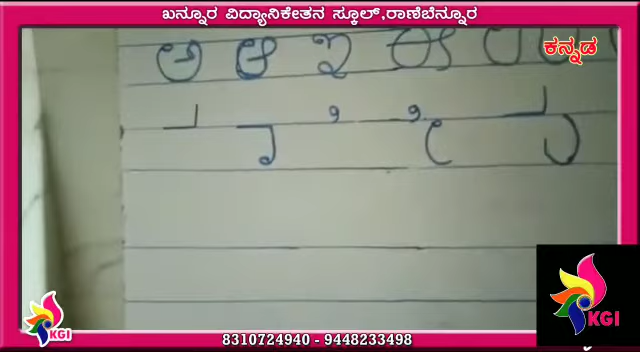 ಖನ್ನೂರ ವಿದ್ಯಾನಿಕೇತನ ಸ್ಕೂಲ್,ರಾಣೆಬೆನ್ನೂರ
ಕನ್ನಡ
ಅ ಆ ಇ ಈ
KGI
KGI
8310724940 - 9448233498